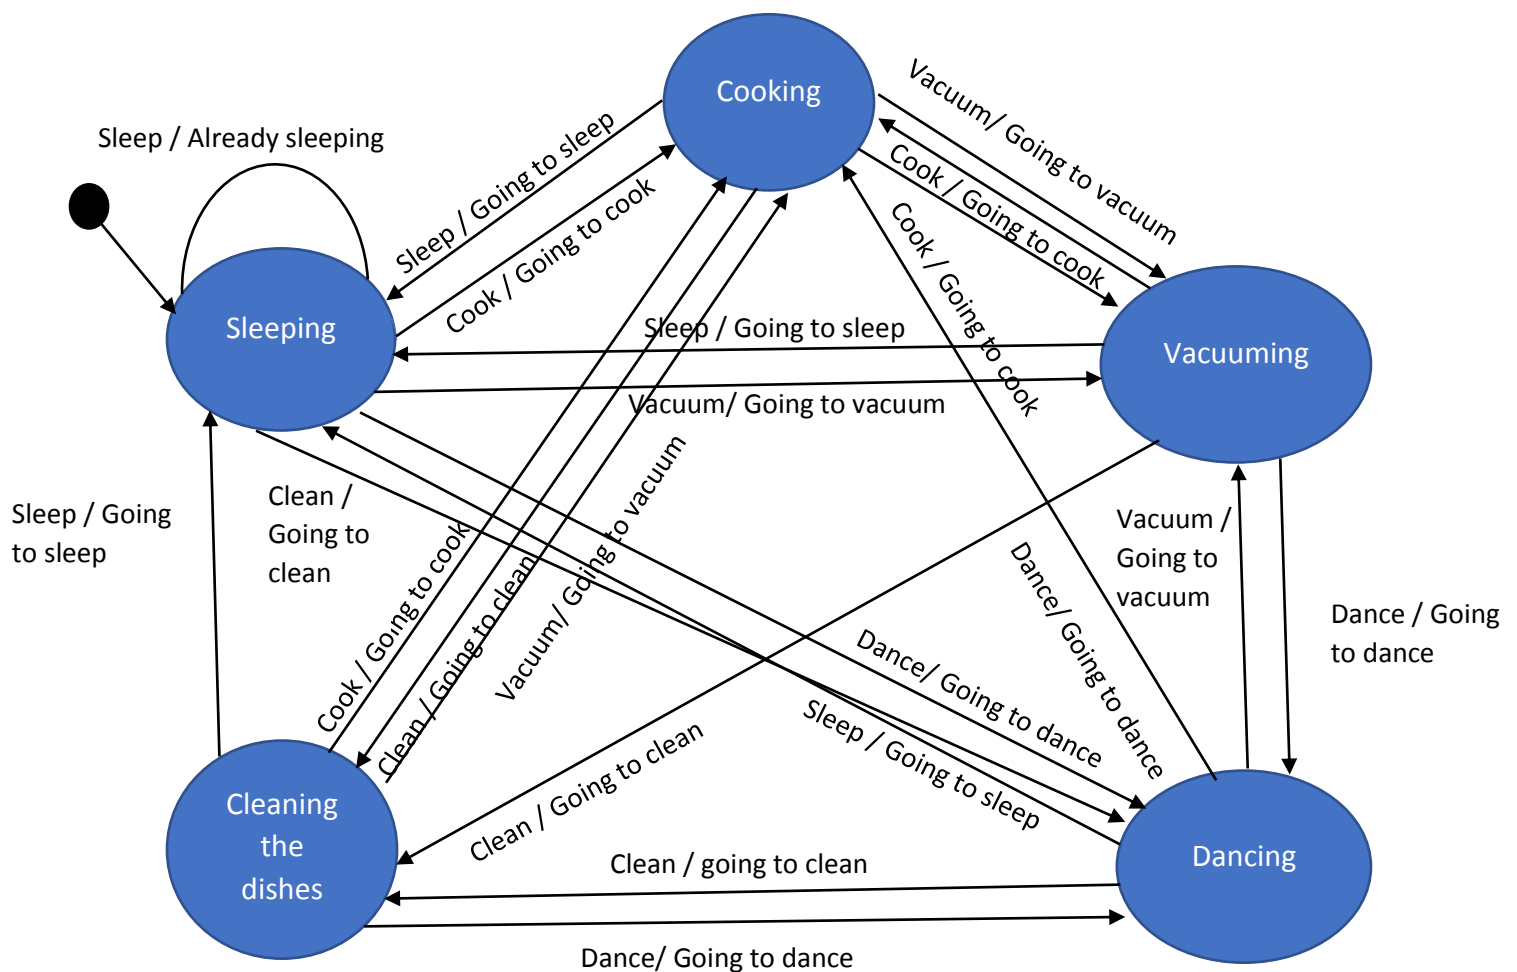 Cooking
Vacuum/ Going to vacuum
Sleep / Already sleeping
Sleep / Going to sleep
Cook / Going to cook
Cook / Going to cook
Cook / Going to cook
Sleeping
Sleep / Going to sleep
Vacuuming
Vacuum/ Going to vacuum
Sleep / Going
to sleep
Clean /
Going to
clean
Cook / Going to cook
Clean / Going to clean
Vacuum/ Going to vacuum
Dance/ Going to dance
Vacuum /
Going to
vacuum
Dance / Going
to dance
Dance/ Going to dance
Sleep / Going to sleep
Clean / Going to clean
Cleaning
the
dishes
Clean / going to clean
Dancing
Dance/ Going to dance